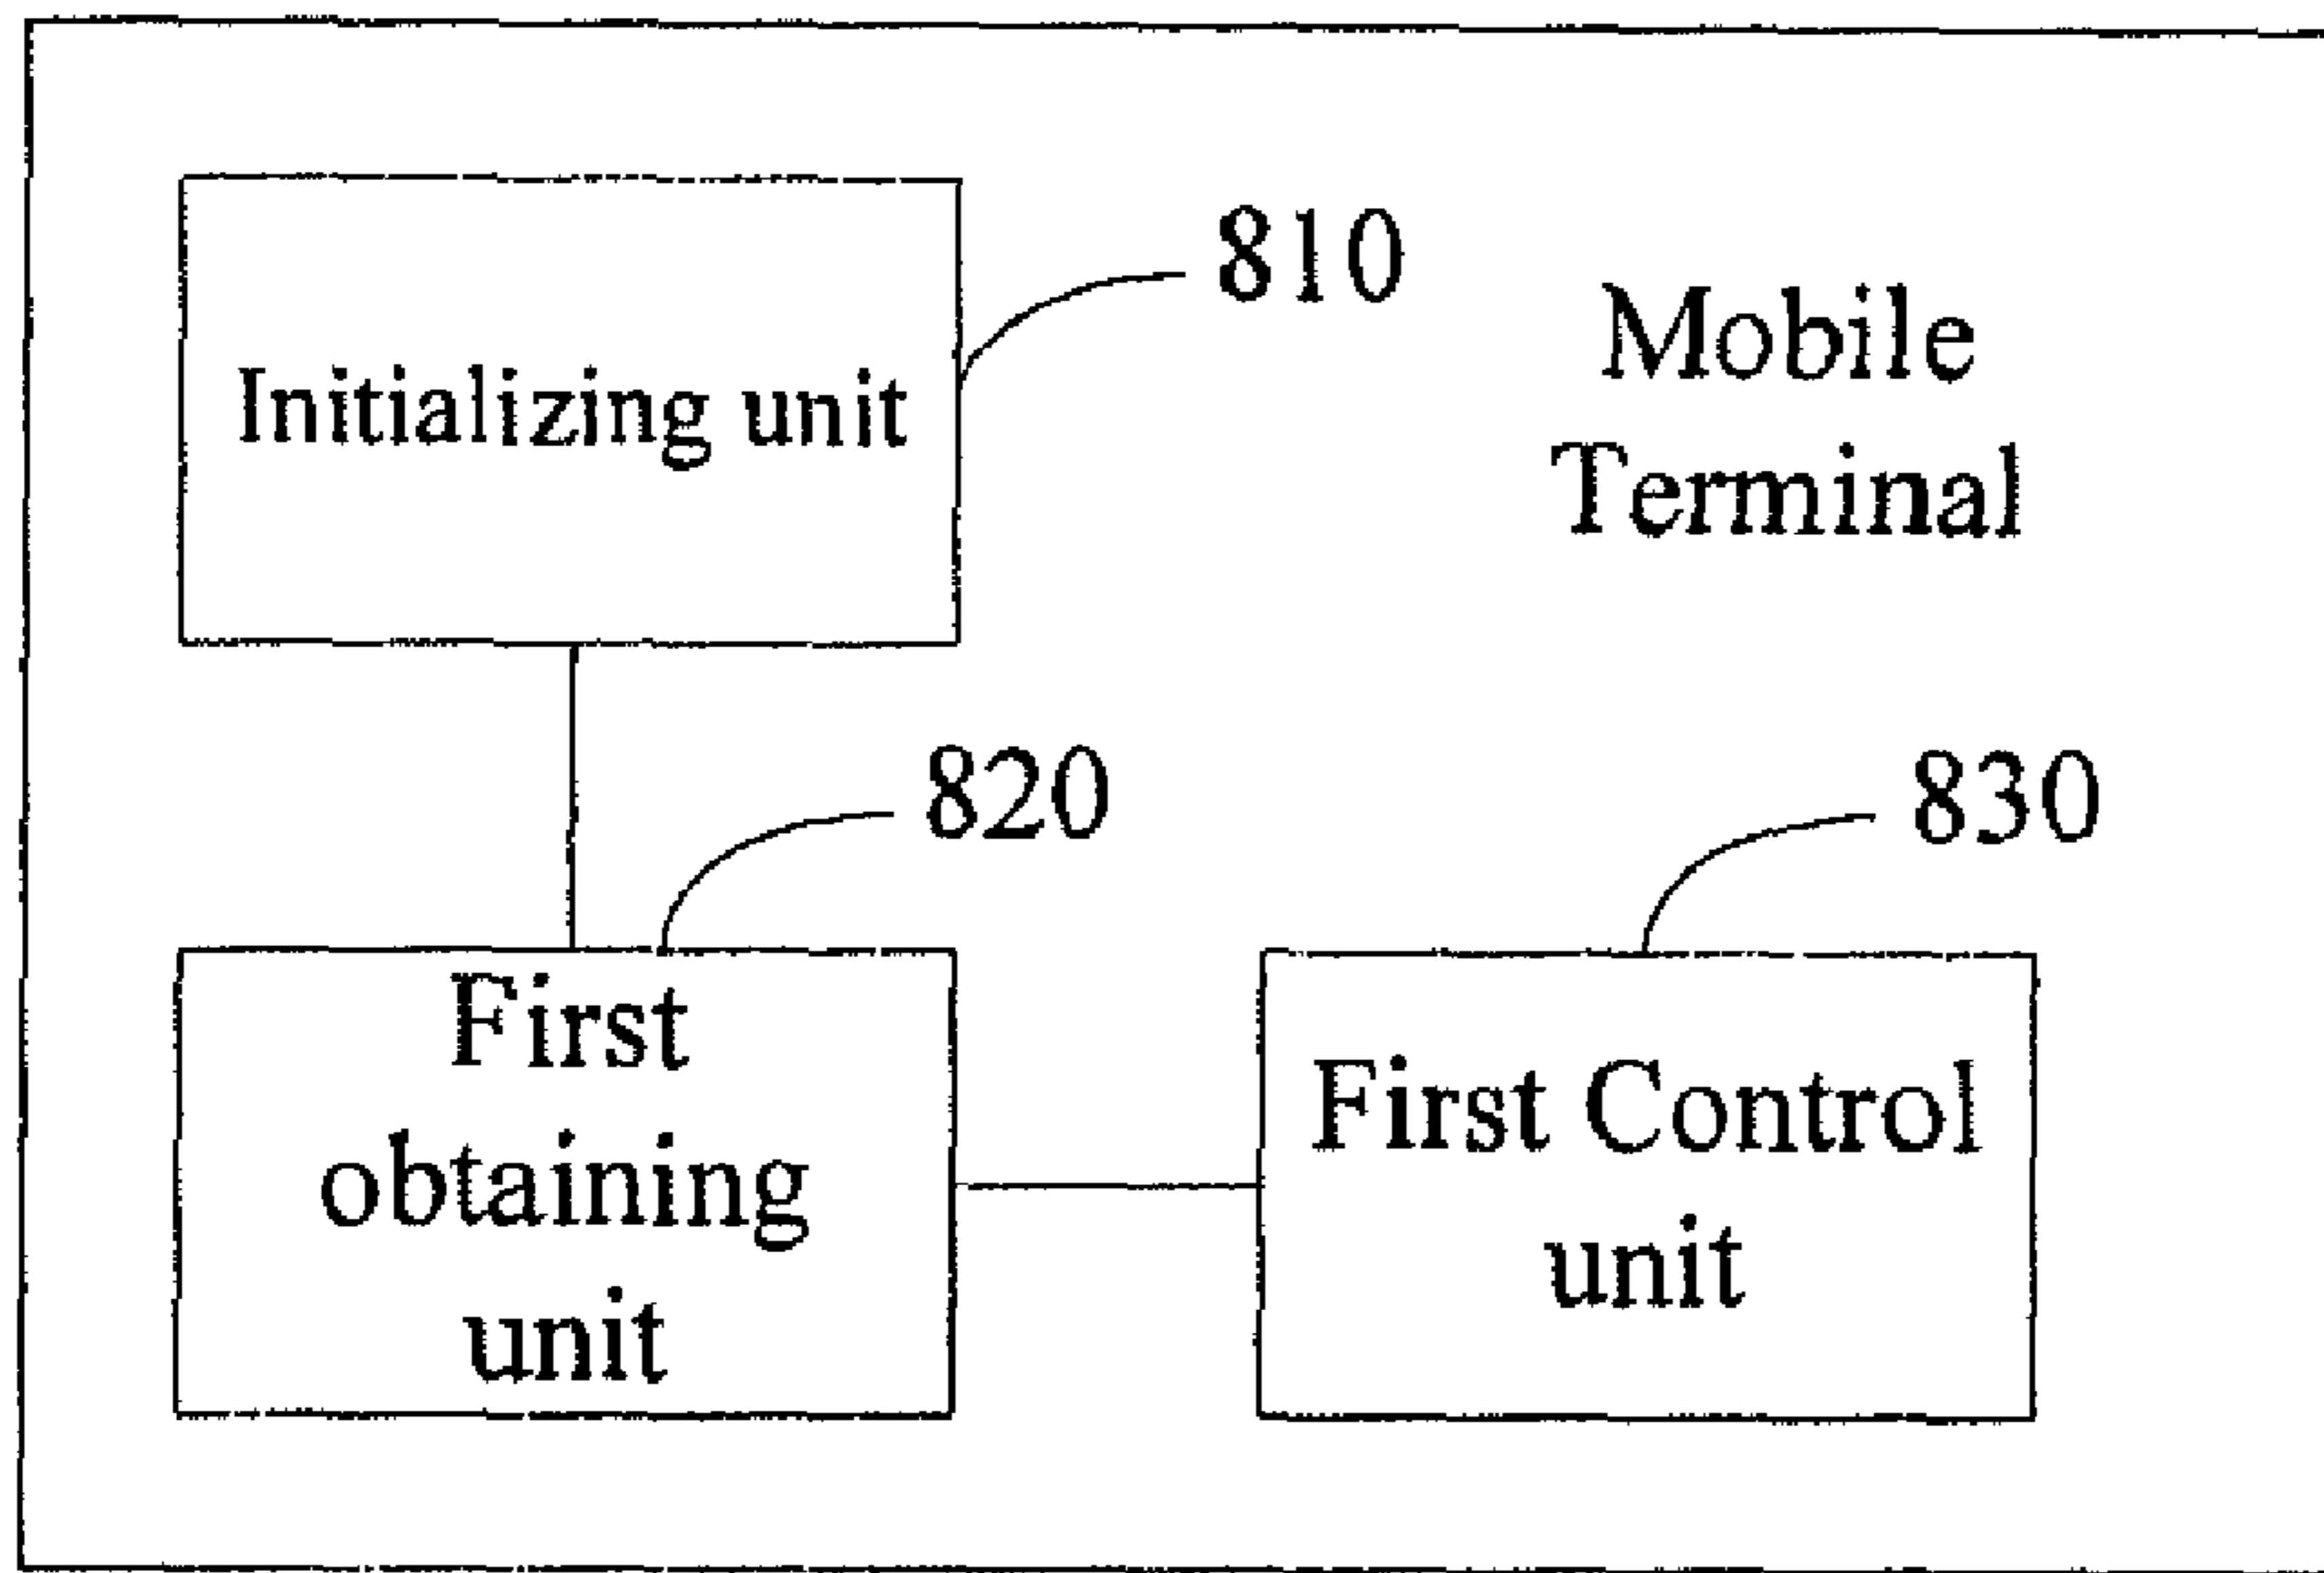 810
Initializing unit
Mobile
Terminal
820
830
First
obtaining
unit
First Control
unit